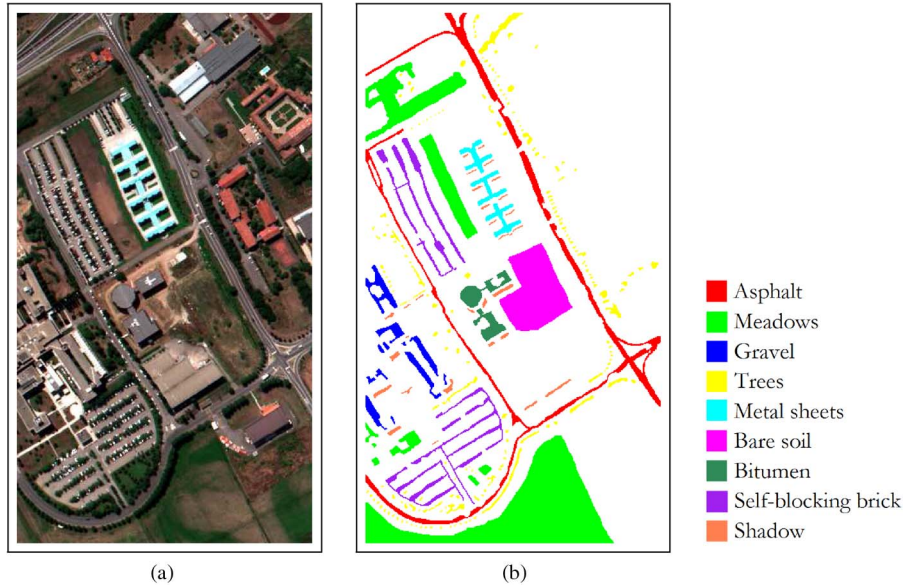 Asphalt
Meadows
Gravel
Trees
Metal sheets
Bare soil
Bitumen
Self-blocking brick
Shadow
(a)
(b)